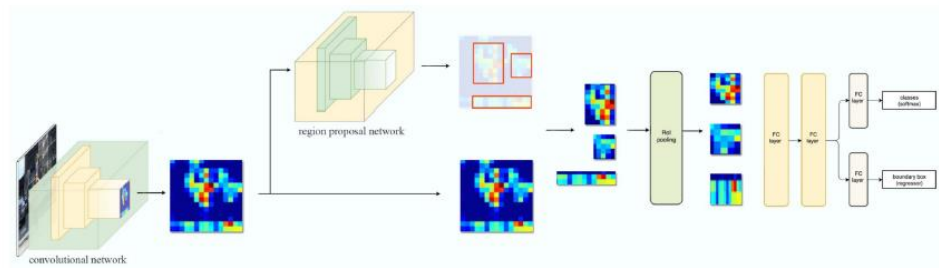 region proposal network
convolutional network
RoI
pooling
FC
layer
FC
layer
FC
layer
classes
(softmax)
FC
layer
boundary box
(regressor)